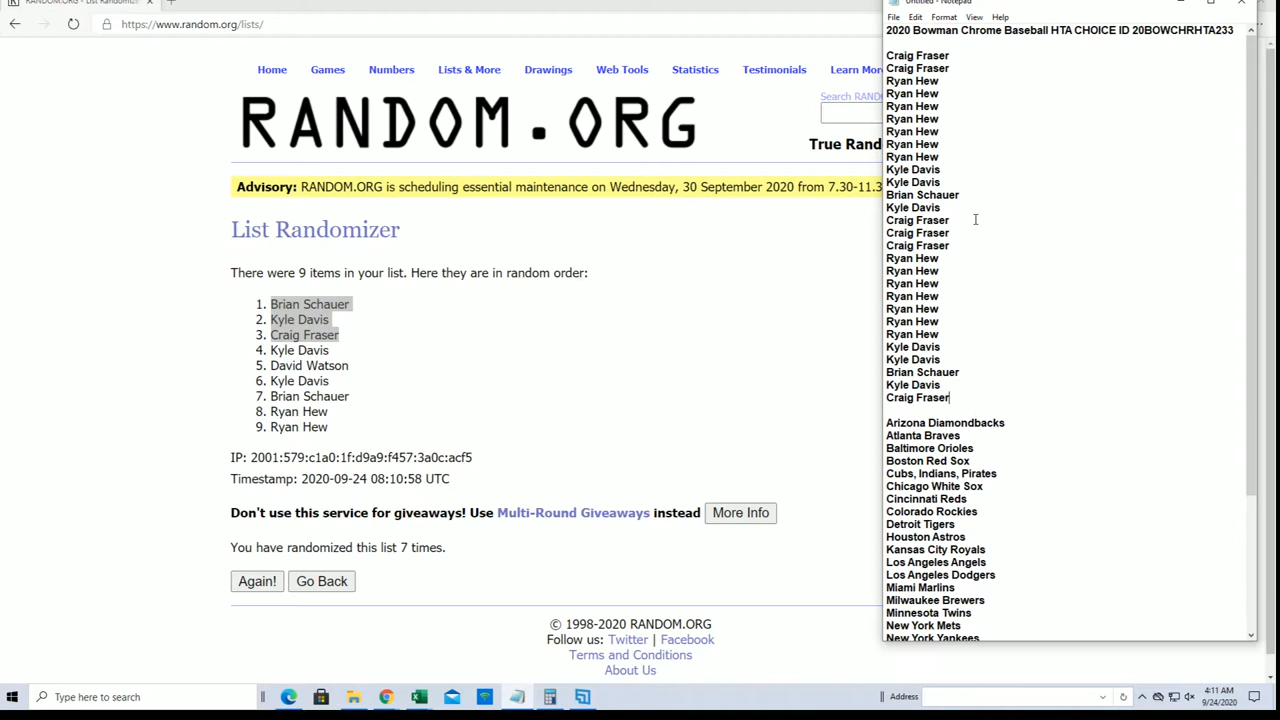 RANDOM.ORG - List Randomizer
https://www.random.org/lists/
Home Games Numbers Lists & More Drawings Web Tools Statistics Testimonials Learn More
Search RAND
RANDOM.ORG
True Rand
Advisory: RANDOM.ORG is scheduling essential maintenance on Wednesday, 30 September 2020 from 7.30-11.3
List Randomizer
There were 9 items in your list. Here they are in random order:
1. Brian Schauer
2. Kyle Davis
3. Craig Fraser
4. Kyle Davis
5. David Watson
6. Kyle Davis
7. Brian Schauer
8. Ryan Hew
9. Ryan Hew
IP: 2001:579:c1a0:1f:d9a9:f457:3a0c:acf5
Timestamp: 2020-09-24 08:10:58 UTC
Don't use this service for giveaways! Use Multi-Round Giveaways instead More Info
You have randomized this list 7 times.
Again! Go Back
© 1998-2020 RANDOM.ORG
Follow us: Twitter | Facebook
Terms and Conditions
About Us
Untitled - Notepad
File Edit Format View Help
2020 Bowman Chrome Baseball HTA CHOICE ID 20BOWCHRHTA233
Craig Fraser
Craig Fraser
Ryan Hew
Ryan Hew
Ryan Hew
Ryan Hew
Ryan Hew
Ryan Hew
Ryan Hew
Kyle Davis
Kyle Davis
Brian Schauer
Kyle Davis
Craig Fraser
Craig Fraser
Craig Fraser
Ryan Hew
Ryan Hew
Ryan Hew
Ryan Hew
Ryan Hew
Ryan Hew
Ryan Hew
Kyle Davis
Kyle Davis
Brian Schauer
Kyle Davis
Craig Fraser
Arizona Diamondbacks
Atlanta Braves
Baltimore Orioles
Boston Red Sox
Cubs, Indians, Pirates
Chicago White Sox
Cincinnati Reds
Colorado Rockies
Detroit Tigers
Houston Astros
Kansas City Royals
Los Angeles Angels
Los Angeles Dodgers
Miami Marlins
Milwaukee Brewers
Minnesota Twins
New York Mets
New York Yankees
Type here to search
Address
4:11 AM
9/24/2020